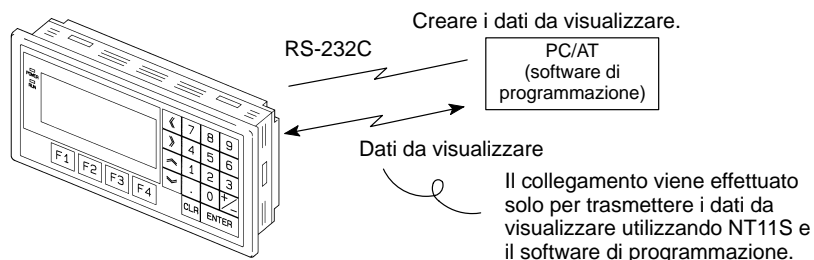 Creare i dati da visualizzare.
RS-232C
PC/AT
(software di
programmazione)
Dati da visualizzare
Il collegamento viene effettuato
solo per trasmettere i dati da
visualizzare utilizzando NT11S e
il software di programmazione.
POWER
RUN
7 8 9
4 5 6
1 2 3
. 0 +/−
CLR ENTER
F1 F2 F3 F4